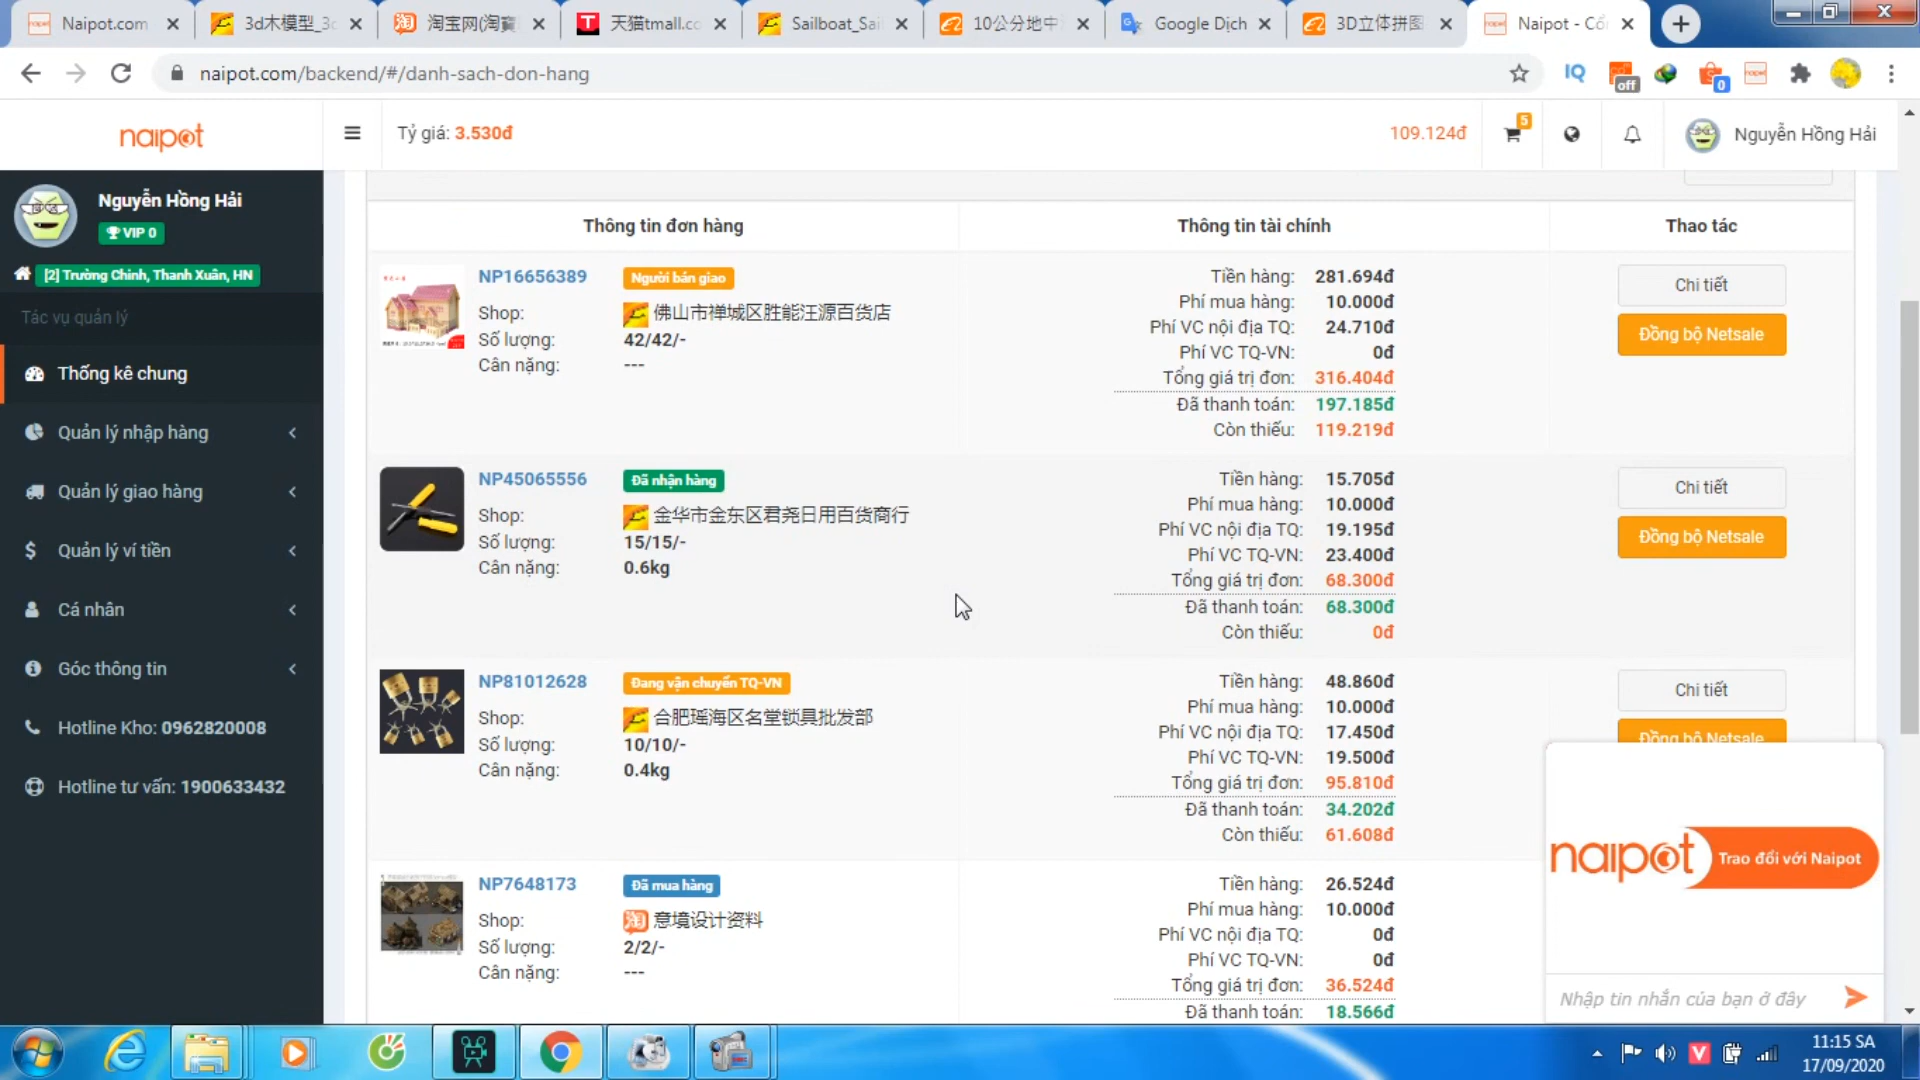 Naipot.com
3d木模型_3d
淘宝网(淘寶
天猫tmall.co
Sailboat_Sail
10公分地中
Google Dịch
3D立体拼图
Naipot - Cổ
naipot.com/backend/#/danh-sach-don-hang
IQ
off
0
naipot
Tỷ giá: 3.530đ
109.124đ
5
Nguyễn Hồng Hải
Nguyễn Hồng Hải
VIP 0
[2] Trường Chinh, Thanh Xuân, HN
Tác vụ quản lý
Thống kê chung
Quản lý nhập hàng
Quản lý giao hàng
Quản lý ví tiền
Cá nhân
Góc thông tin
Hotline Kho: 0962820008
Hotline tư vấn: 1900633432
Thông tin đơn hàng
Thông tin tài chính
Thao tác
NP16656389
Người bán giao
Shop: 佛山市禅城区胜能汪源百货店
Số lượng: 42/42/-
Cân nặng: ---
Tiền hàng: 281.694đ
Phí mua hàng: 10.000đ
Phí VC nội địa TQ: 24.710đ
Phí VC TQ-VN: 0đ
Tổng giá trị đơn: 316.404đ
Đã thanh toán: 197.185đ
Còn thiếu: 119.219đ
Chi tiết
Đồng bộ Netsale
NP45065556
Đã nhận hàng
Shop: 金华市金东区君尧日用百货商行
Số lượng: 15/15/-
Cân nặng: 0.6kg
Tiền hàng: 15.705đ
Phí mua hàng: 10.000đ
Phí VC nội địa TQ: 19.195đ
Phí VC TQ-VN: 23.400đ
Tổng giá trị đơn: 68.300đ
Đã thanh toán: 68.300đ
Còn thiếu: 0đ
Chi tiết
Đồng bộ Netsale
NP81012628
Đang vận chuyển TQ-VN
Shop: 合肥瑶海区名堂锁具批发部
Số lượng: 10/10/-
Cân nặng: 0.4kg
Tiền hàng: 48.860đ
Phí mua hàng: 10.000đ
Phí VC nội địa TQ: 17.450đ
Phí VC TQ-VN: 19.500đ
Tổng giá trị đơn: 95.810đ
Đã thanh toán: 34.202đ
Còn thiếu: 61.608đ
Chi tiết
Đồng bộ Netsale
NP7648173
Đã mua hàng
Shop: 意境设计资料
Số lượng: 2/2/-
Cân nặng: ---
Tiền hàng: 26.524đ
Phí mua hàng: 10.000đ
Phí VC nội địa TQ: 0đ
Phí VC TQ-VN: 0đ
Tổng giá trị đơn: 36.524đ
Đã thanh toán: 18.566đ
naipot
Trao đổi với Naipot
Nhập tin nhắn của bạn ở đây
11:15 SA
17/09/2020